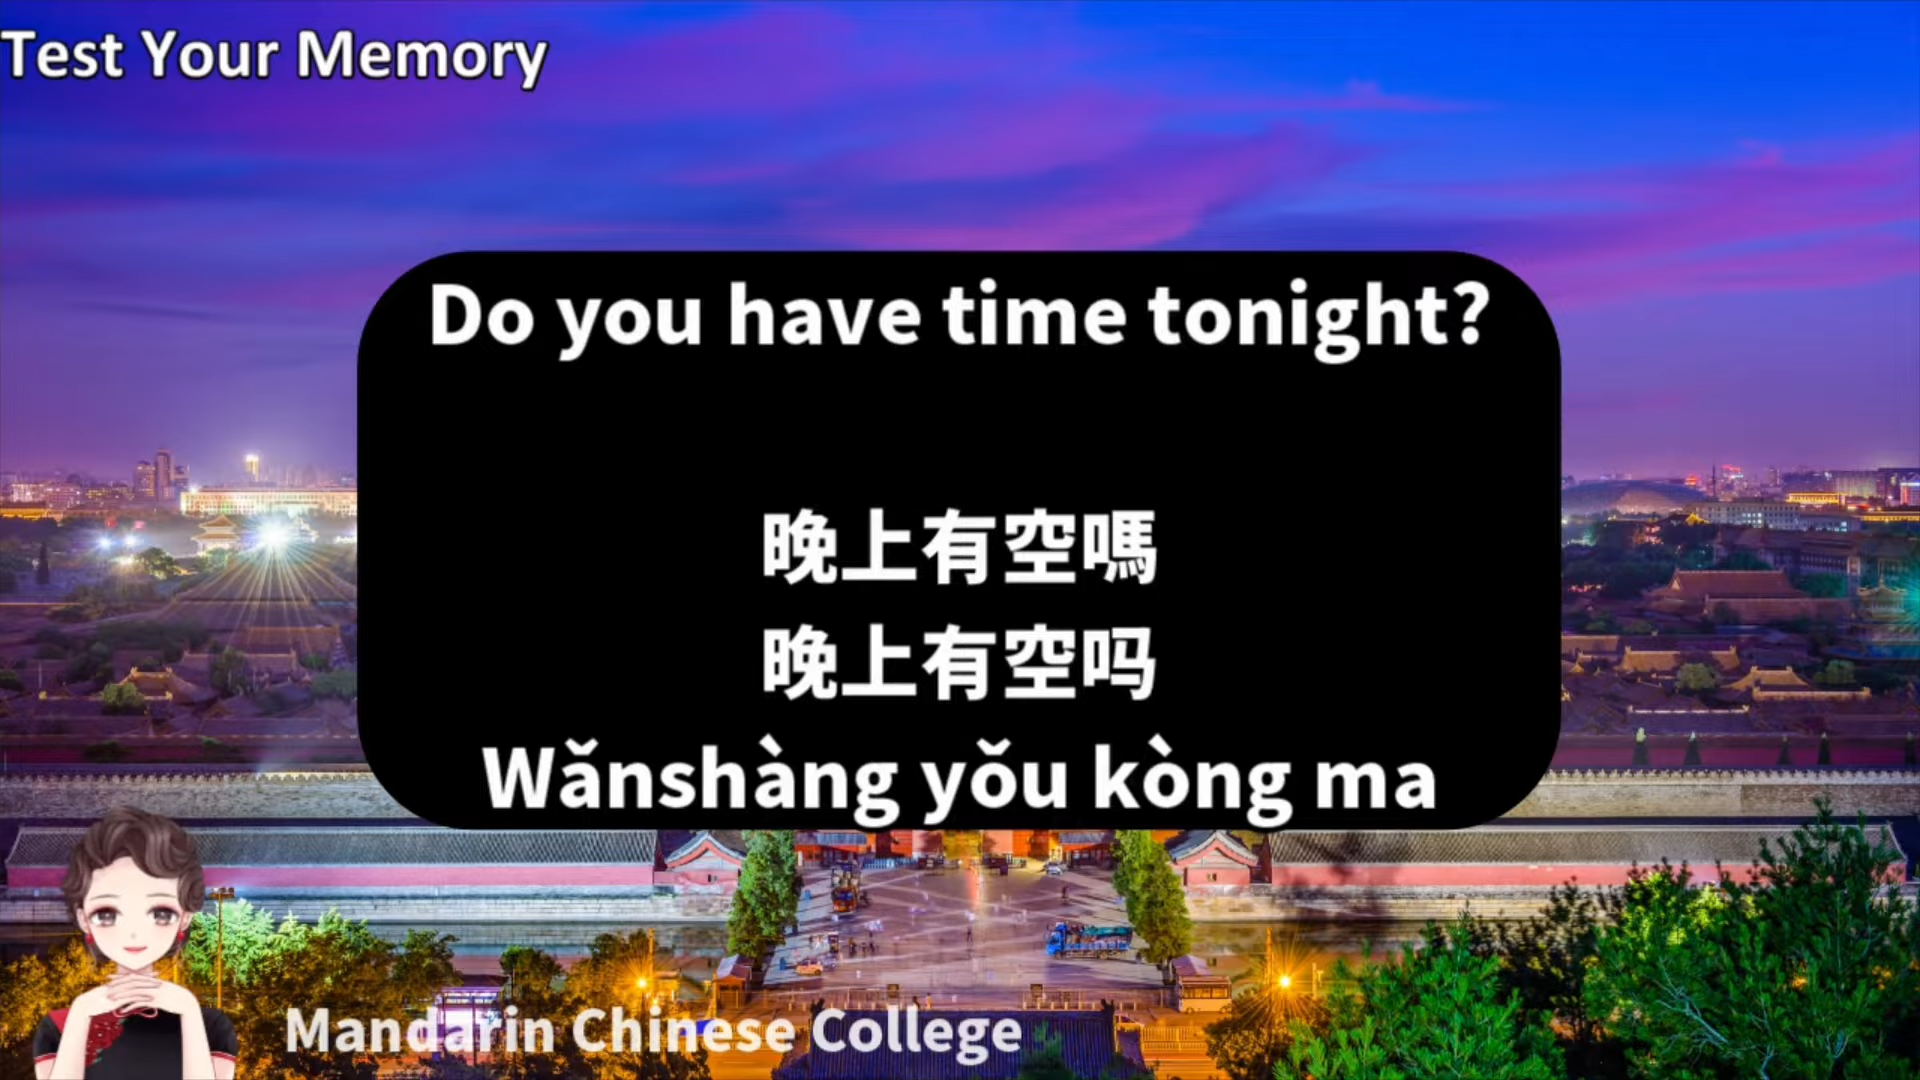 Test Your Memory
Do you have time tonight?
晚上有空嗎
晚上有空吗
Wǎnshàng yǒu kòng ma
Mandarin Chinese College